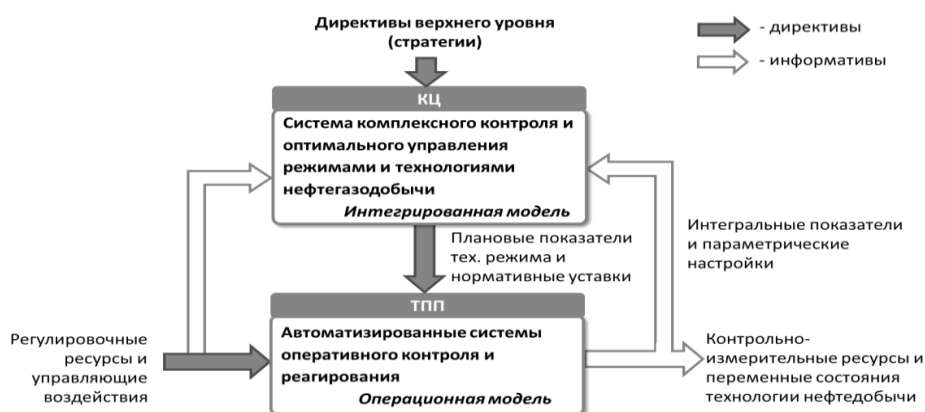 Директивы верхнего уровня
(стратегии)
- директивы
- информативы
КЦ
Система комплексного контроля и
оптимального управления
режимами и технологиями
нефтегазодобычи
Интегрированная модель
Плановые показатели
тех. режима и
нормативные уставки
Интегральные показатели
и параметрические
настройки
ТПП
Автоматизированные системы
оперативного контроля и
реагирования
Операционная модель
Регулировочные
ресурсы и
управляющие
воздействия
Контрольно-
измерительные ресурсы и
переменные состояния
технологии нефтедобычи